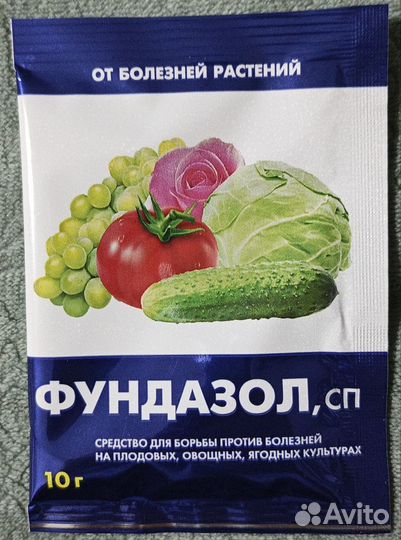 ОТ БОЛЕЗНЕЙ РАСТЕНИЙ
ФУНДАЗОЛ, СП
СРЕДСТВО ДЛЯ БОРЬБЫ ПРОТИВ БОЛЕЗНЕЙ
НА ПЛОДОВЫХ, ОВОЩНЫХ, ЯГОДНЫХ КУЛЬТУРАХ
10 г
Avito